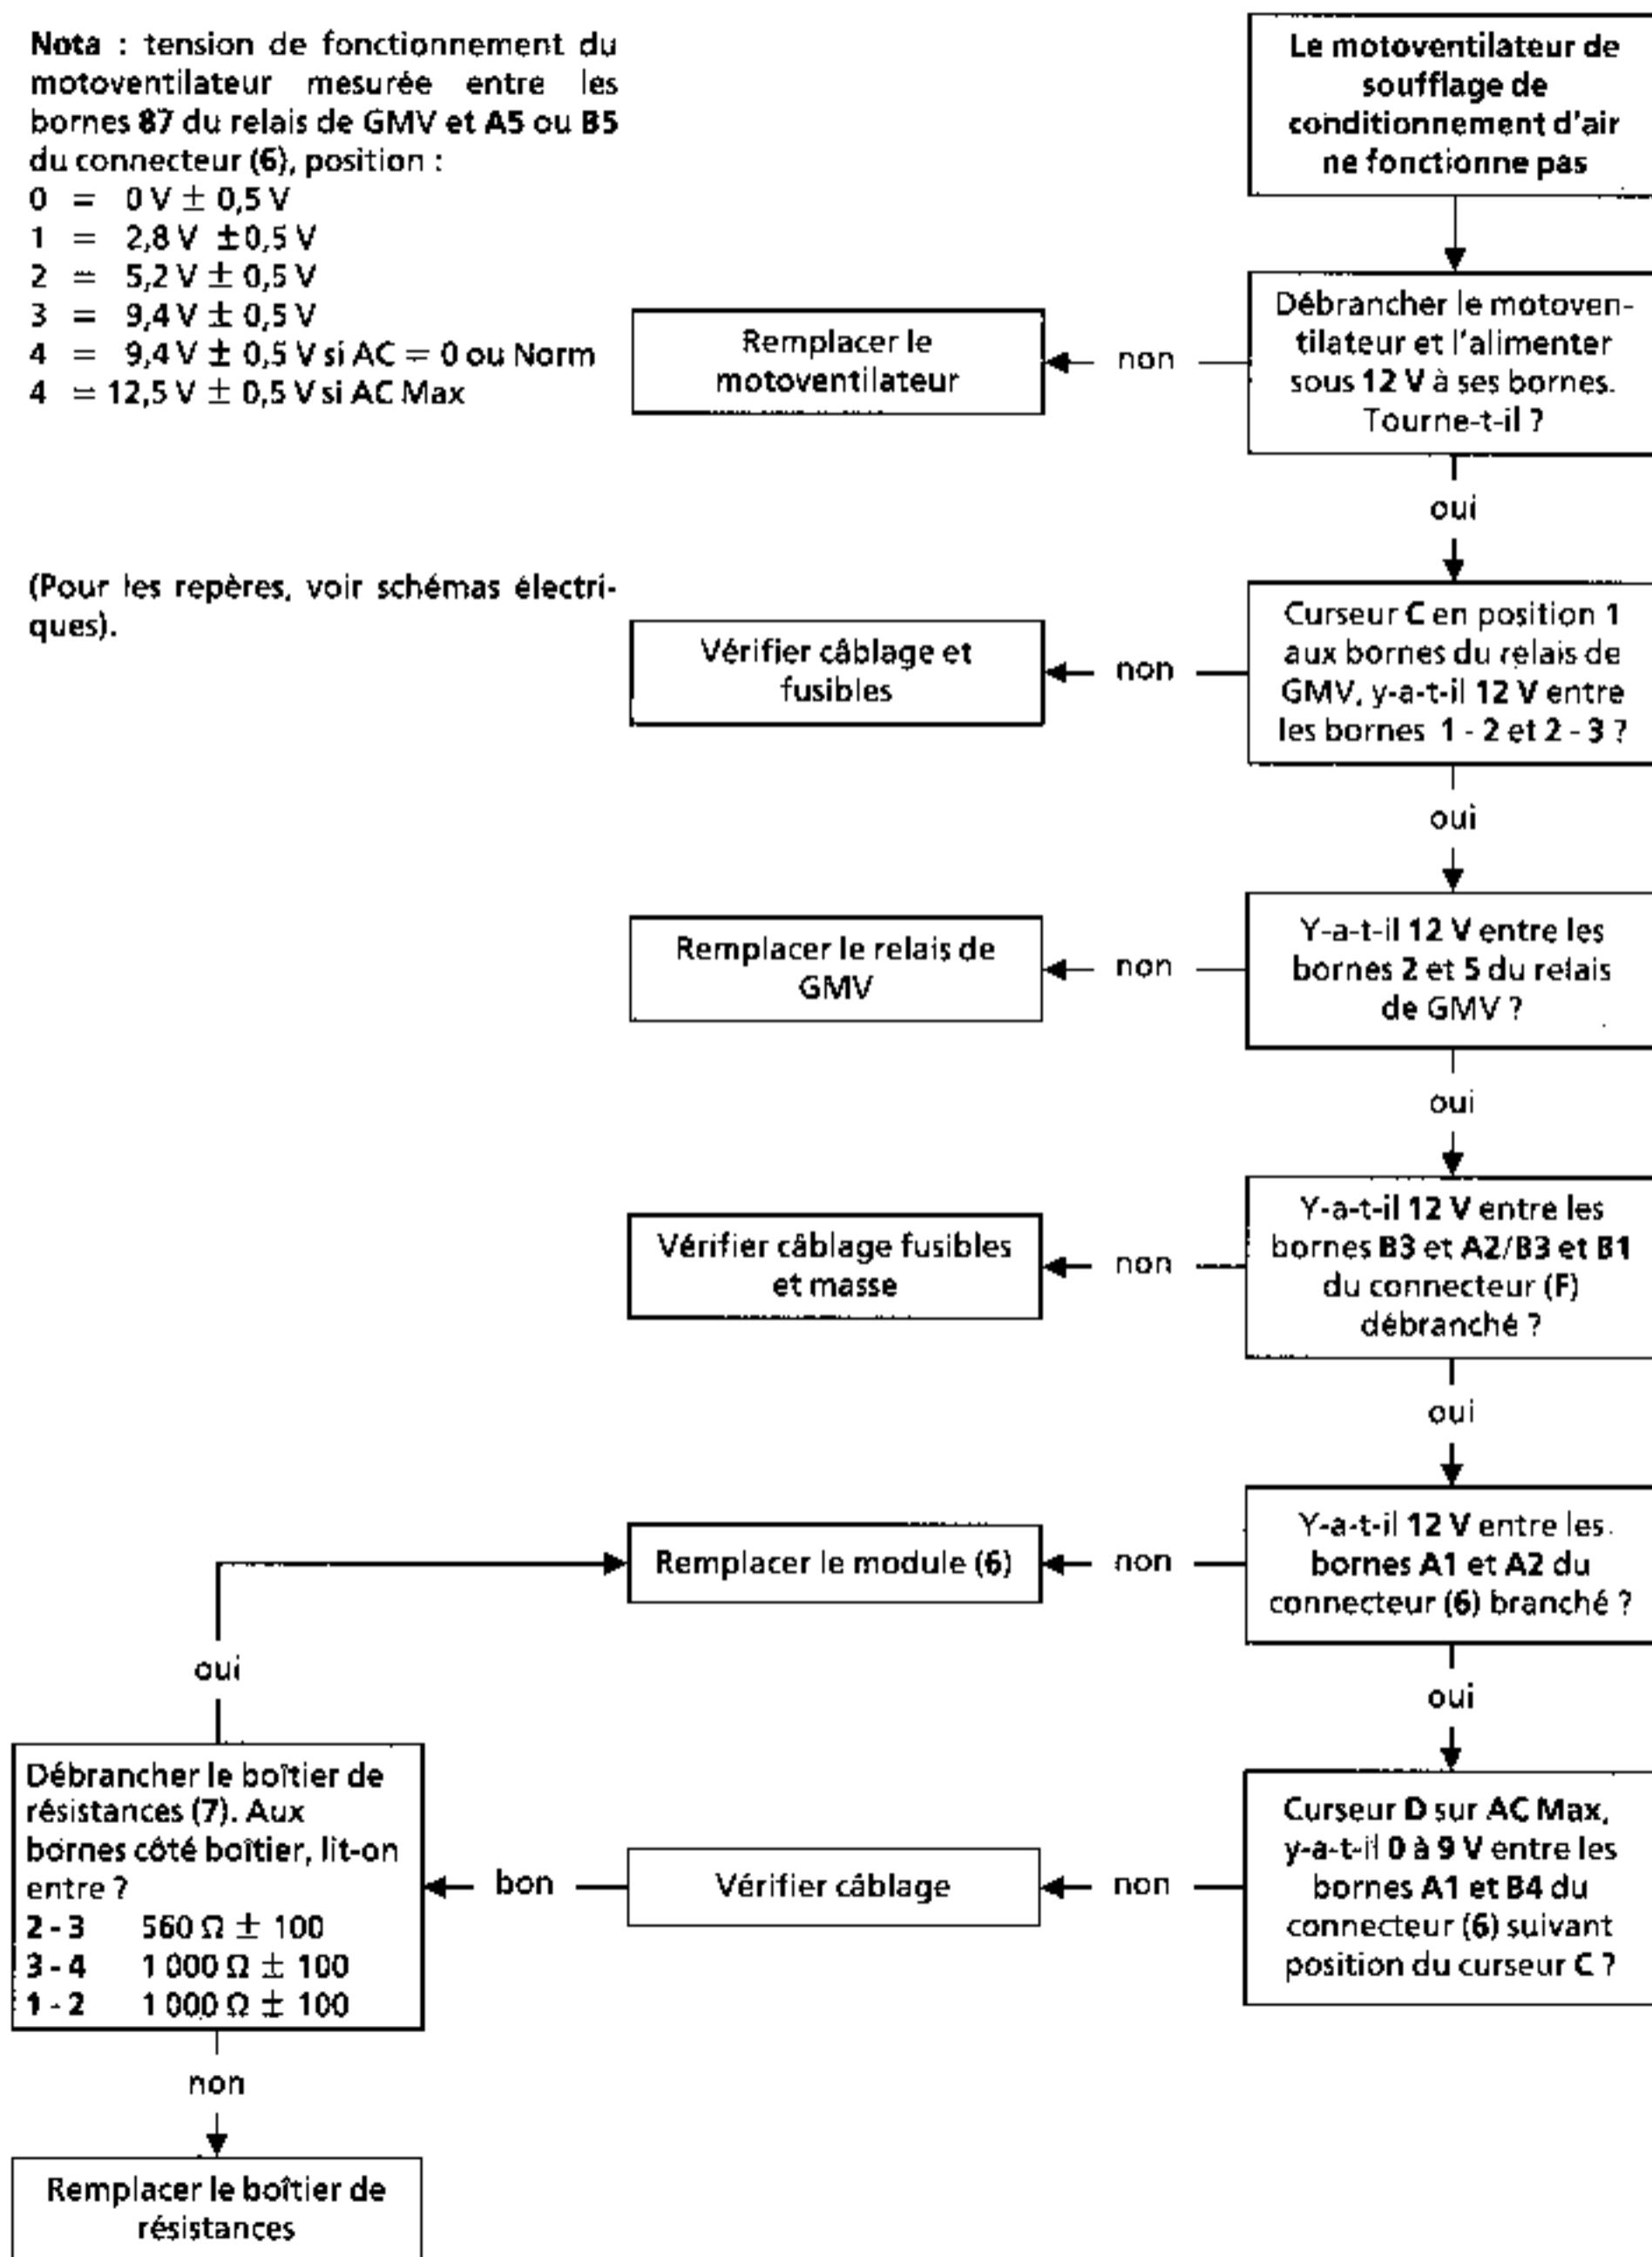 Nota : tension de fonctionnement du
motoventilateur mesurée entre les
bornes 87 du relais de GMV et A5 ou B5
du connecteur (6), position :
0 = 0 V ± 0,5 V
1 = 2,8 V ±0,5 V
2 = 5,2 V ± 0,5 V
3 = 9,4 V ± 0,5 V
4 = 9,4 V ± 0,5 V si AC = 0 ou Norm
4 = 12,5 V ± 0,5 V si AC Max
(Pour les repères, voir schémas électri-
ques).
Le motoventilateur de
soufflage de
conditionnement d'air
ne fonctionne pas
Débrancher le motoven-
tilateur et l'alimenter
sous 12 V à ses bornes.
Tourne-t-il ?
non
Remplacer le
motoventilateur
oui
Curseur C en position 1
aux bornes du relais de
GMV, y-a-t-il 12 V entre
les bornes 1 - 2 et 2 - 3 ?
non
Vérifier câblage et
fusibles
oui
Y-a-t-il 12 V entre les
bornes 2 et 5 du relais
de GMV ?
non
Remplacer le relais de
GMV
oui
Y-a-t-il 12 V entre les
bornes B3 et A2/B3 et B1
du connecteur (F)
débranché ?
non
Vérifier câblage fusibles
et masse
oui
Y-a-t-il 12 V entre les
bornes A1 et A2 du
connecteur (6) branché ?
non
Remplacer le module (6)
oui
Curseur D sur AC Max,
y-a-t-il 0 à 9 V entre les
bornes A1 et B4 du
connecteur (6) suivant
position du curseur C ?
non
Vérifier câblage
bon
Débrancher le boîtier de
résistances (7). Aux
bornes côté boîtier, lit-on
entre ?
2 - 3 560 Ω ± 100
3 - 4 1 000 Ω ± 100
1 - 2 1 000 Ω ± 100
oui
non
Remplacer le boîtier de
résistances